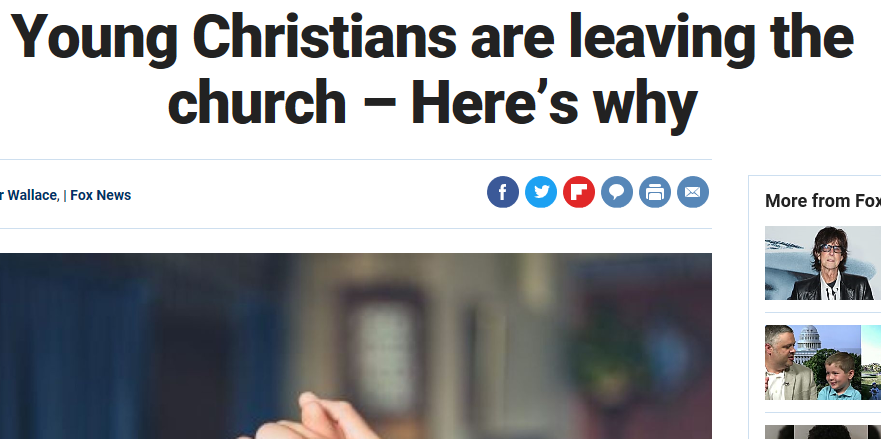 Young Christians are leaving the
church – Here’s why
r Wallace, | Fox News
More from Fox